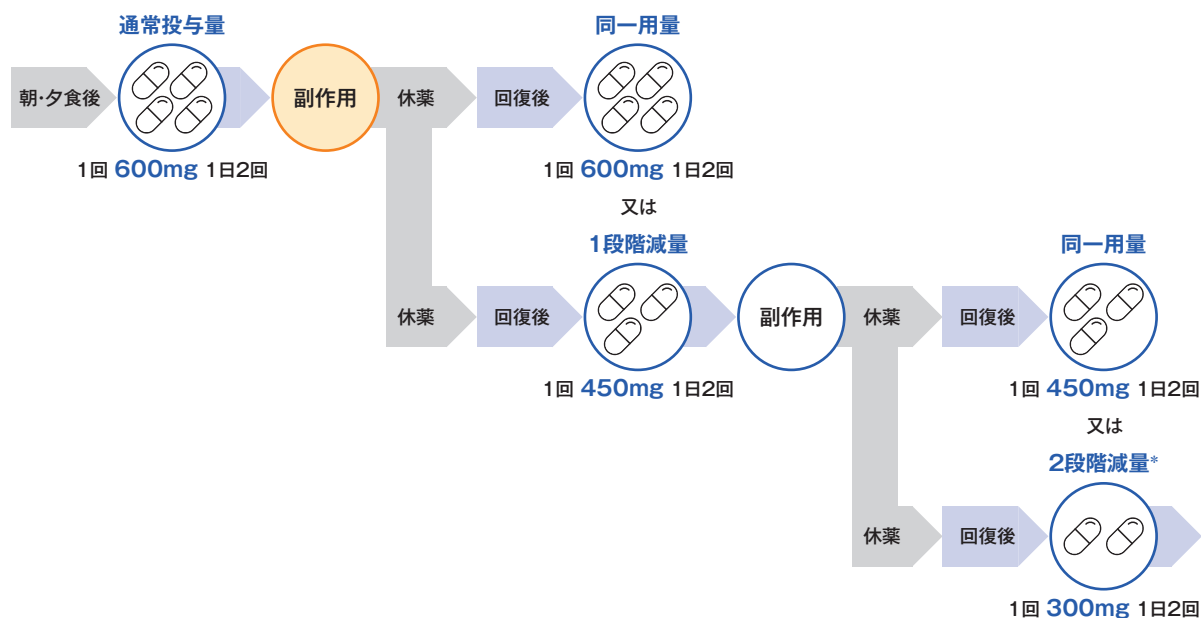 通常投与量
同一用量
朝・夕食後
副作用
休薬
回復後
1回 600mg 1日2回
1回 600mg 1日2回
又は
1段階減量
同一用量
休薬
回復後
副作用
休薬
回復後
1回 450mg 1日2回
1回 450mg 1日2回
又は
2段階減量*
休薬
回復後
1回 300mg 1日2回